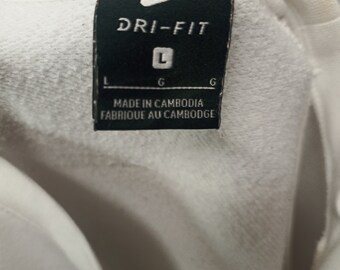 DRI-FIT
L
L G G
MADE IN CAMBODIA
FABRIQUE AU CAMBODGE